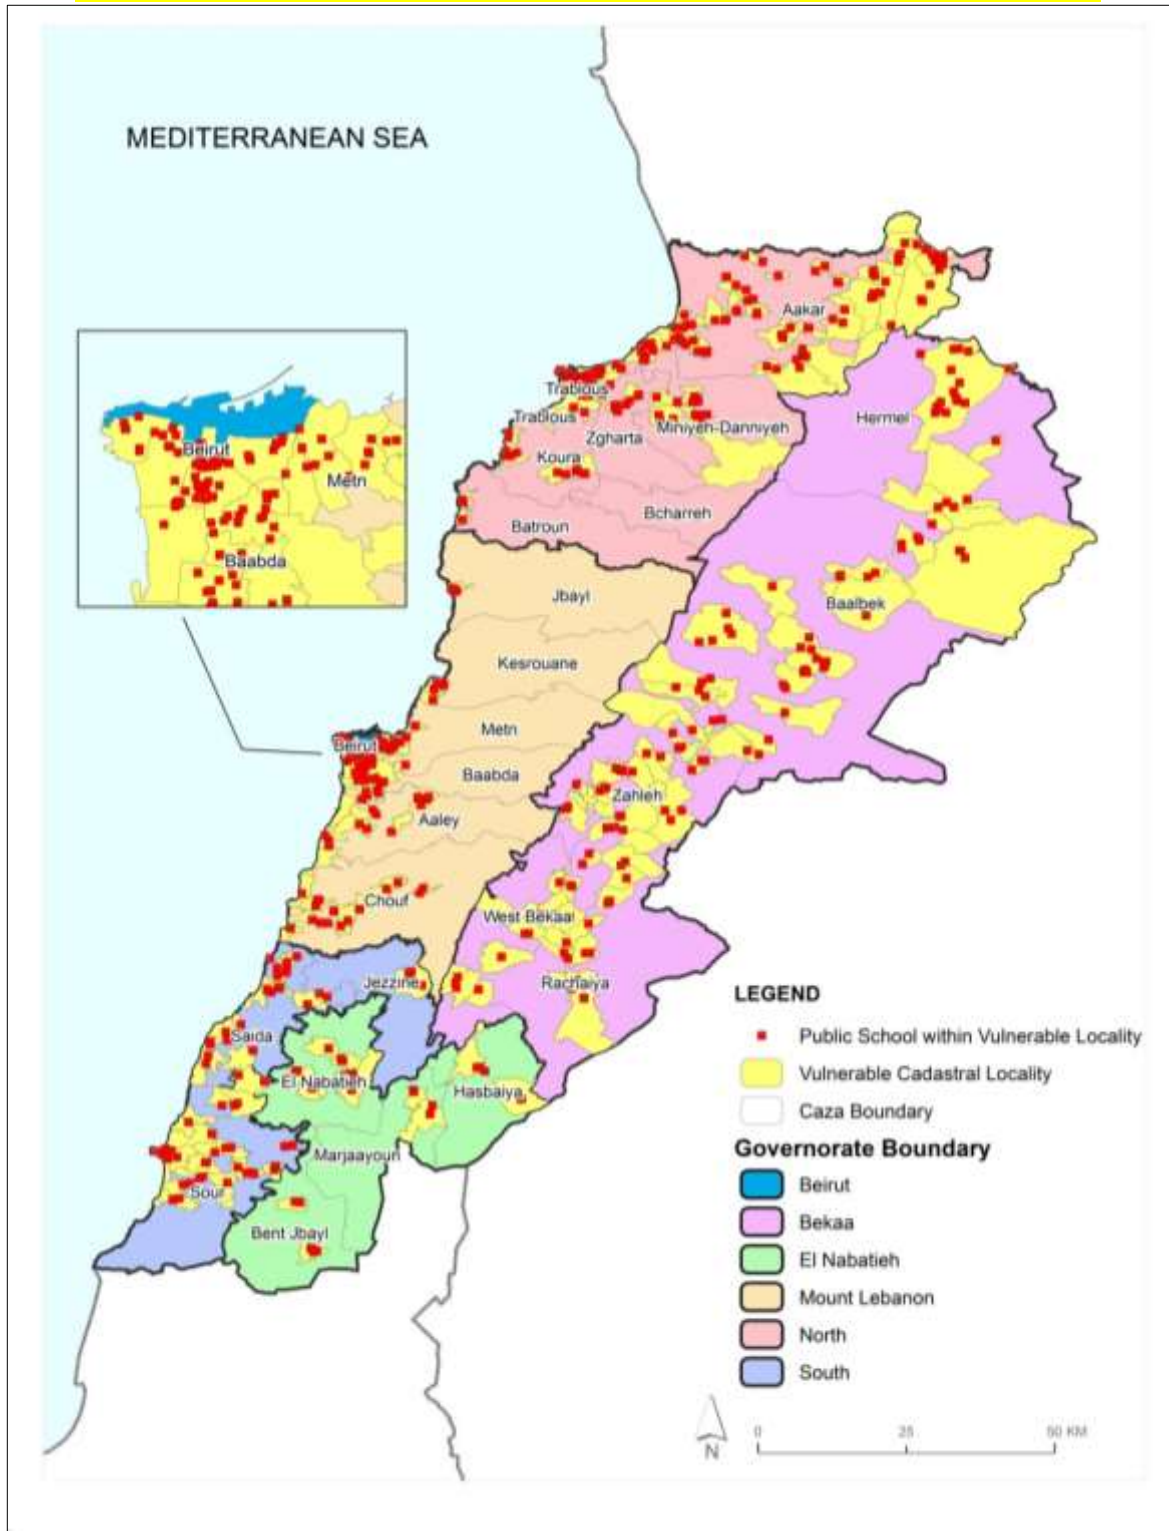 MEDITERRANEAN SEA
Aakar
Trablous
Trablous
Miniyeh-Danniyeh
Zgharta
Koura
Hermel
Batroun
Bcharreh
Beirut
Metn
Baabda
Jbayl
Baalbek
Kesrouane
Metn
Beirut
Baabda
Zahleh
Aaley
Chouf
West Bekaa
Jezzine
Rachaiya
Saida
El Nabatieh
Hasbaiya
Marjaayoun
Sour
Bent Jbayl
LEGEND
Public School within Vulnerable Locality
Vulnerable Cadastral Locality
Caza Boundary
Governorate Boundary
Beirut
Bekaa
El Nabatieh
Mount Lebanon
North
South
N
0 25 50 KM